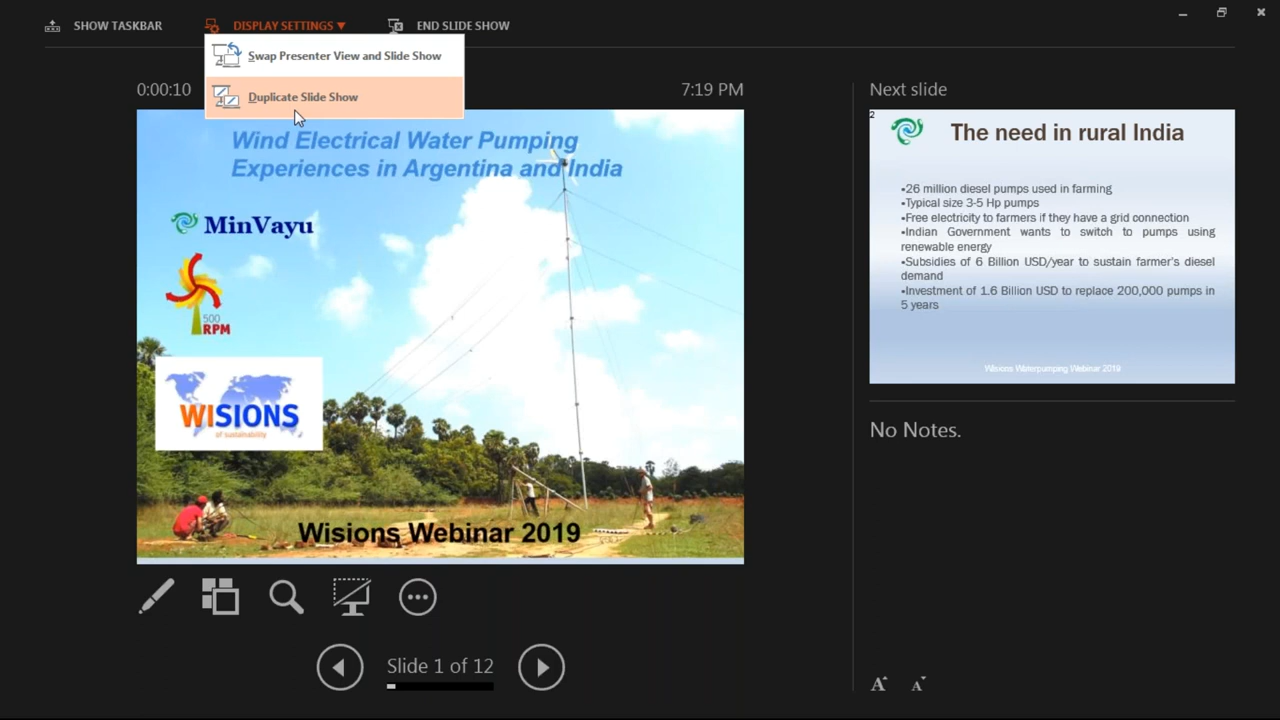 SHOW TASKBAR
DISPLAY SETTINGS ▼
END SLIDE SHOW
Swap Presenter View and Slide Show
Duplicate Slide Show
0:00:10
7:19 PM
Wind Electrical Water Pumping
Experiences in Argentina and India
MinVayu
500
RPM
WISIONS
of sustainability
Wisions Webinar 2019
Slide 1 of 12
Next slide
2
The need in rural India
•26 million diesel pumps used in farming
•Typical size 3-5 Hp pumps
•Free electricity to farmers if they have a grid connection
•Indian Government wants to switch to pumps using
renewable energy
•Subsidies of 6 Billion USD/year to sustain farmer's diesel
demand
•Investment of 1.6 Billion USD to replace 200,000 pumps in
5 years
Wisions Waterpumping Webinar 2019
No Notes.
A A